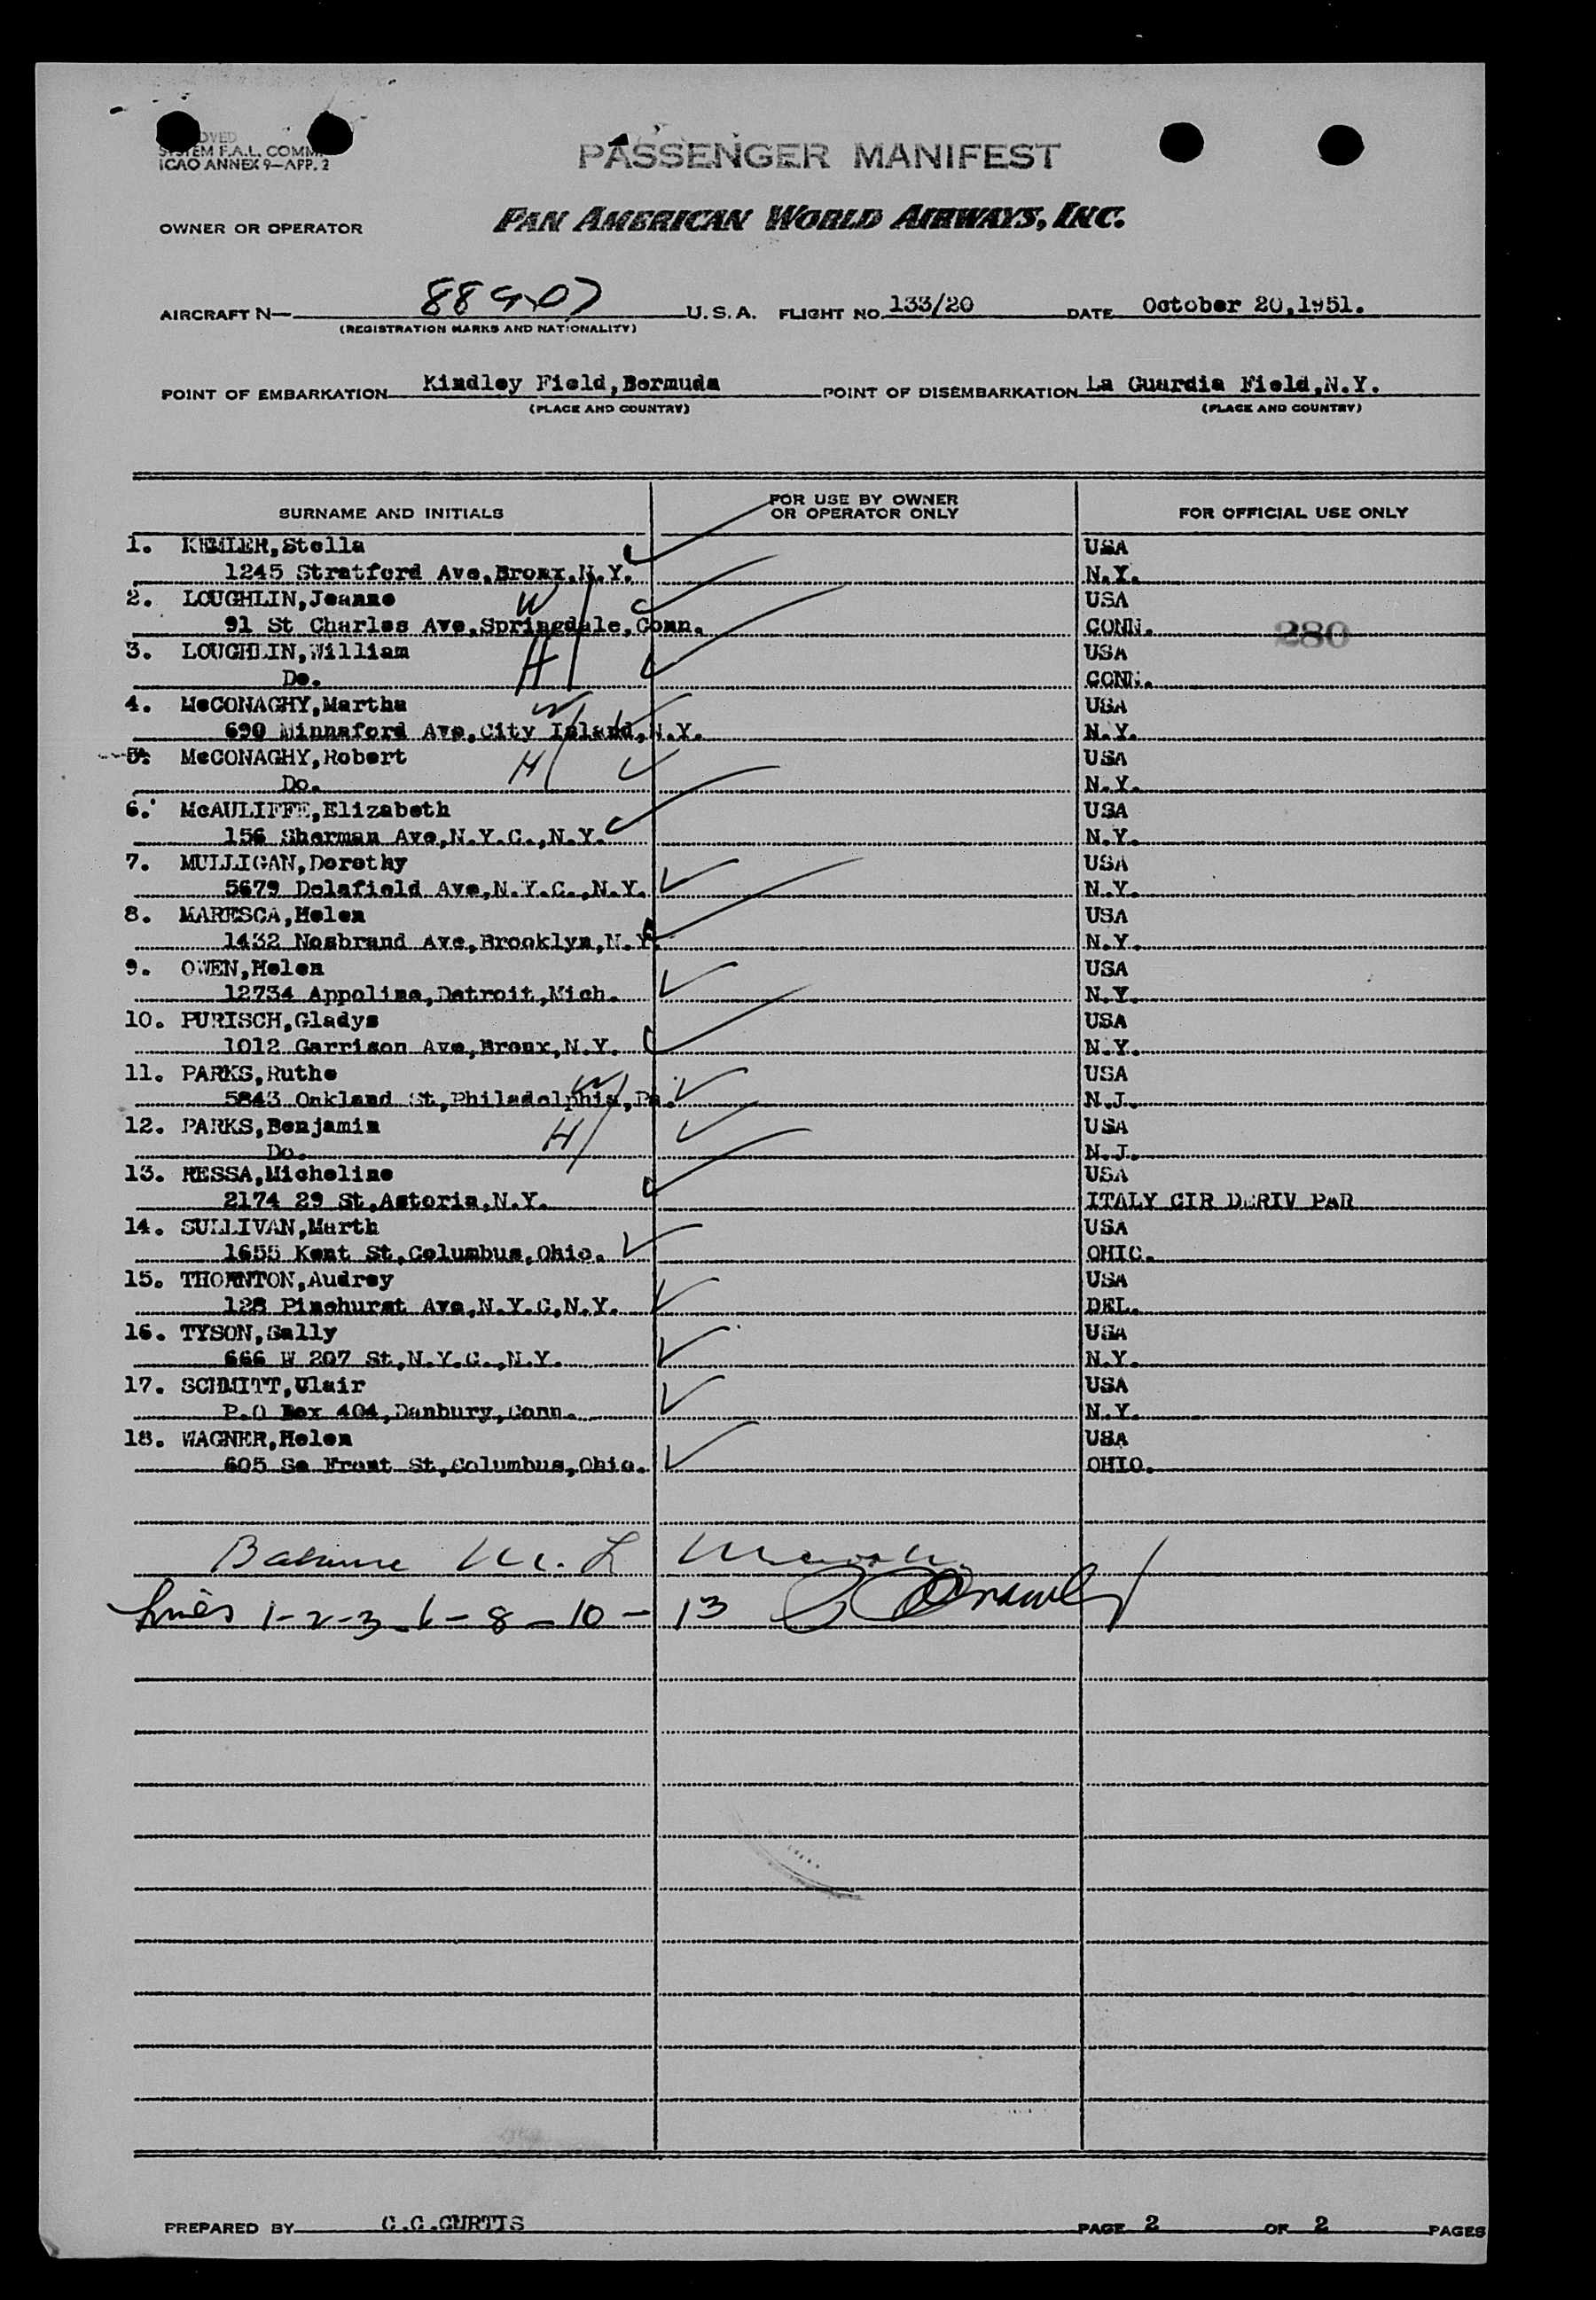 OVED
SYSTEM F.A.L. COMM.
ICAO ANNEX 9—APP. 2
PASSENGER MANIFEST
OWNER OR OPERATOR PAN AMERICAN WORLD AIRWAYS, INC.
AIRCRAFT N— 88907 U.S.A. FLIGHT NO. 133/20 DATE October 20,1951.
(REGISTRATION MARKS AND NATIONALITY)
POINT OF EMBARKATION Kindley Field,Bermuda POINT OF DISEMBARKATION La Guardia Field,N.Y.
(PLACE AND COUNTRY) (PLACE AND COUNTRY)
SURNAME AND INITIALS FOR USE BY OWNER OR OPERATOR ONLY FOR OFFICIAL USE ONLY
1. KEMLER,Stella USA
1245 Stratford Ave,Bronx,N.Y. N.Y.
2. LOUGHLIN,Jeanne W USA
91 St Charles Ave,Springdale,Conn. CONN. 280
3. LOUGHLIN,William H USA
Do. CONN.
4. McCONAGHY,Martha W USA
690 Minnaford Ave,City Island,N.Y. N.Y.
5. McCONAGHY,Robert H USA
Do. N.Y.
6. McAULIFFE,Elizabeth USA
156 Sherman Ave,N.Y.C.,N.Y. N.Y.
7. MULLIGAN,Dorothy USA
5679 Delafield Ave,N.Y.C.,N.Y. N.Y.
8. MARESCA,Helen USA
1432 Nosbrand Ave,Brooklyn,N.Y. N.Y.
9. OWEN,Helen USA
12734 Appoline,Detroit,Mich. N.Y.
10. PURISCH,Gladys USA
1012 Garrison Ave,Bronx,N.Y. N.Y.
11. PARKS,Ruthe W USA
5843 Oakland St,Philadelphia,Pa. N.J.
12. PARKS,Benjamin H USA
Do. N.J.
13. RESSA,Micheline USA
2174 29 St,Astoria,N.Y. ITALY CIR DERIV PAR
14. SULLIVAN,Marth USA
1655 Kent St,Columbus,Ohio. OHIO.
15. THORNTON,Audrey USA
128 Pinehurst Ave,N.Y.C,N.Y. DEL.
16. TYSON,Sally USA
666 W 207 St,N.Y.C.,N.Y. N.Y.
17. SCHMITT,Clair USA
P.O Box 404,Danbury,Conn. N.Y.
18. WAGNER,Helen USA
605 So Front St,Columbus,Ohio. OHIO.
lines 1-2-3-6-8-10-13
PREPARED BY C.C.CURTIS PAGE 2 OF 2 PAGES